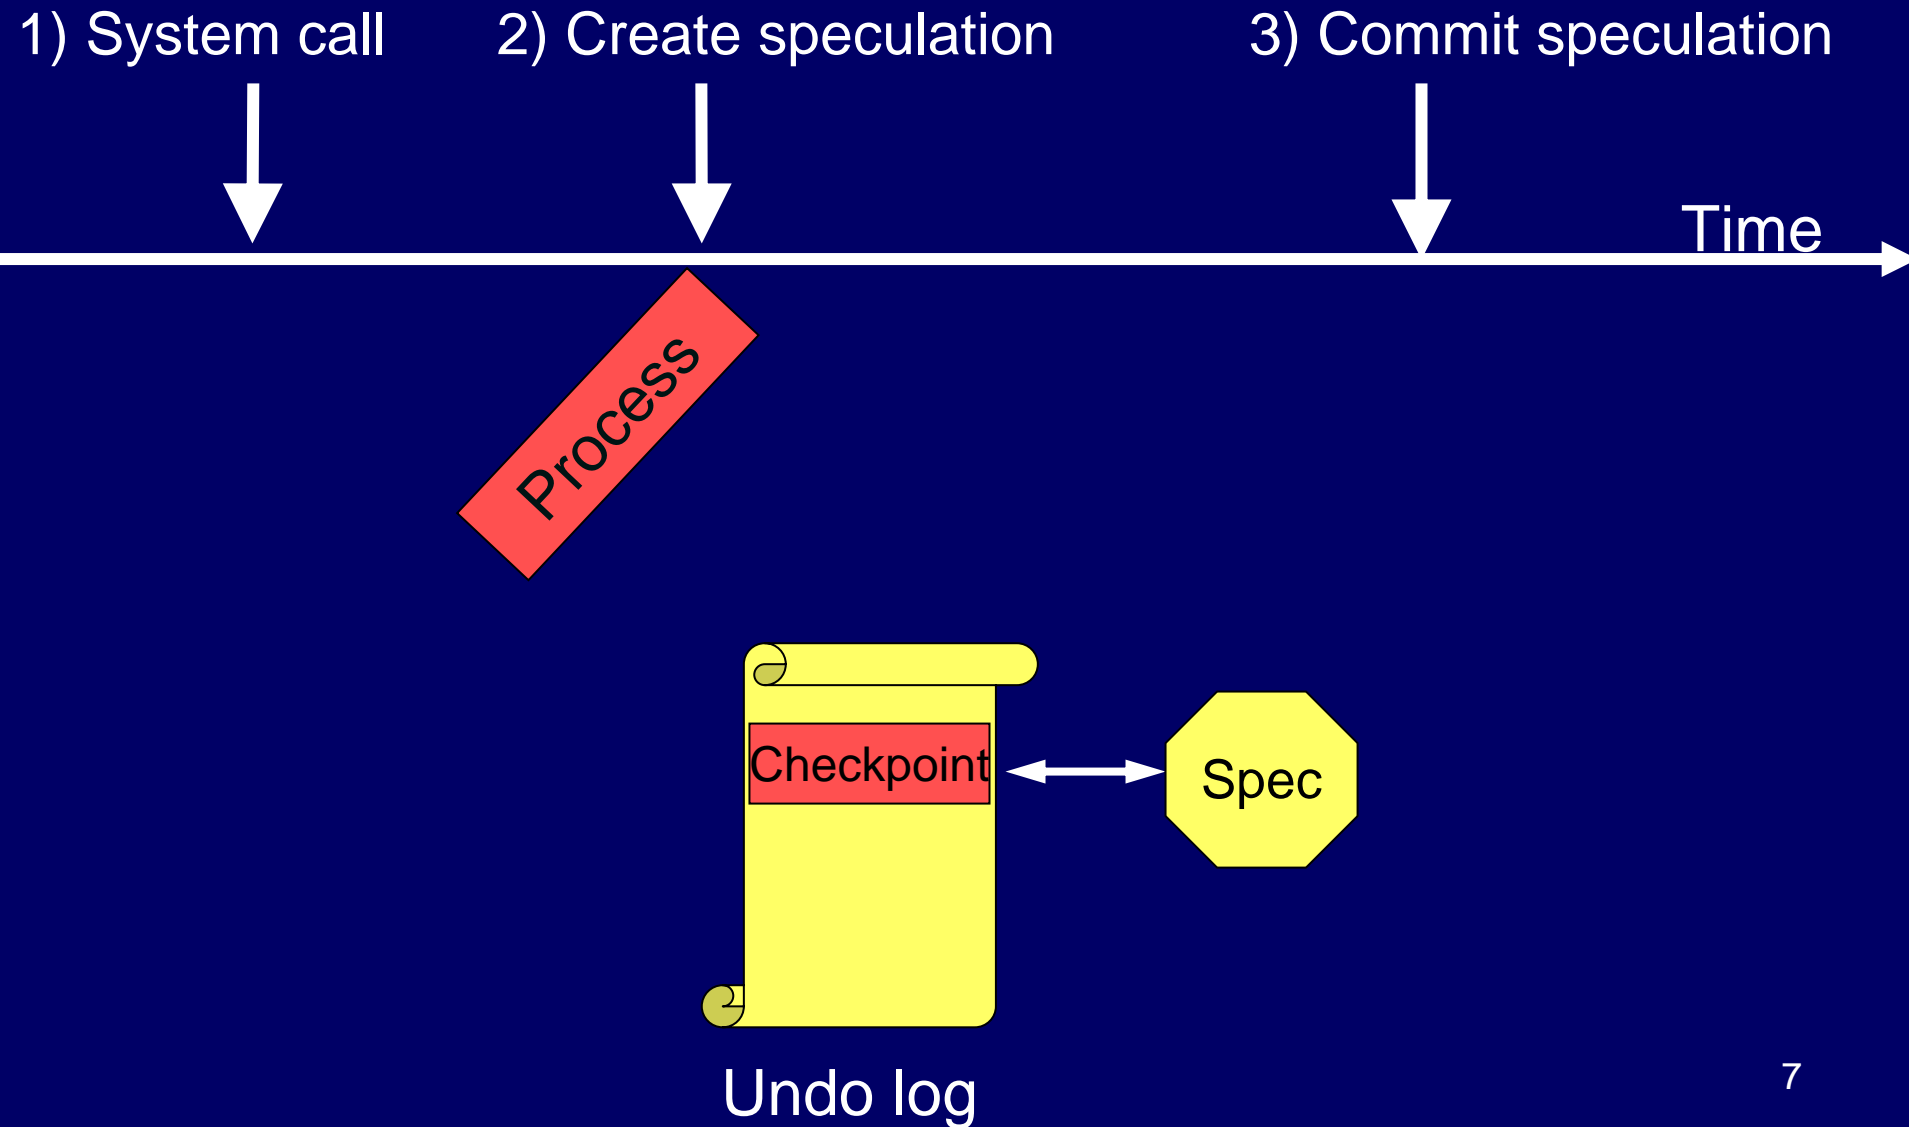 1) System call 2) Create speculation 3) Commit speculation
Time
Process
Checkpoint
Spec
Undo log
7